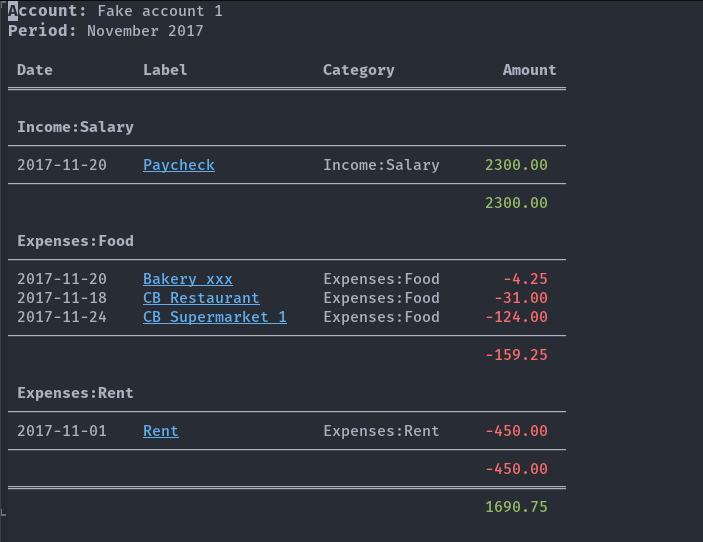 Account: Fake account 1
Period: November 2017
Date Label Category Amount
Income:Salary
2017-11-20 Paycheck Income:Salary 2300.00
2300.00
Expenses:Food
2017-11-20 Bakery xxx Expenses:Food -4.25
2017-11-18 CB Restaurant Expenses:Food -31.00
2017-11-24 CB Supermarket 1 Expenses:Food -124.00
-159.25
Expenses:Rent
2017-11-01 Rent Expenses:Rent -450.00
-450.00
1690.75